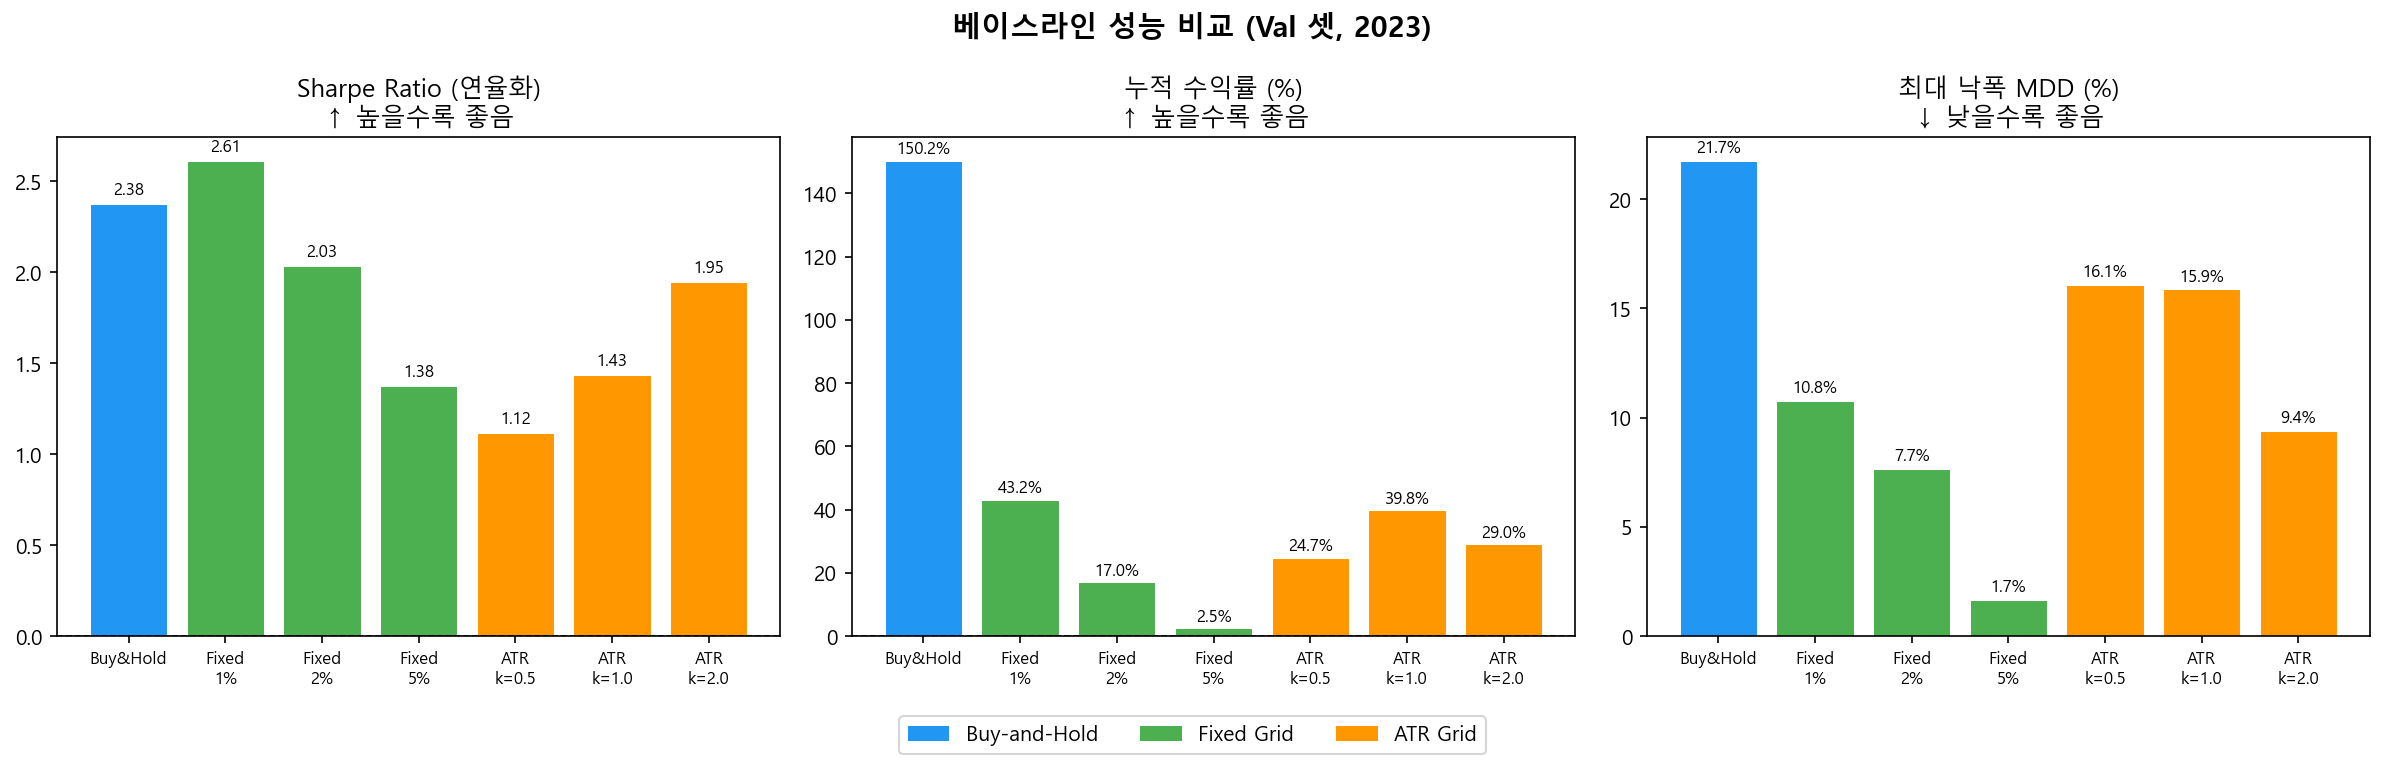 베이스라인 성능 비교 (Val 셋, 2023)
Sharpe Ratio (연율화)
↑ 높을수록 좋음
2.5
2.0
1.5
1.0
0.5
0.0
2.38
2.61
2.03
1.38
1.12
1.43
1.95
Buy&Hold
Fixed
1%
Fixed
2%
Fixed
5%
ATR
k=0.5
ATR
k=1.0
ATR
k=2.0
누적 수익률 (%)
↑ 높을수록 좋음
140
120
100
80
60
40
20
0
150.2%
43.2%
17.0%
2.5%
24.7%
39.8%
29.0%
Buy&Hold
Fixed
1%
Fixed
2%
Fixed
5%
ATR
k=0.5
ATR
k=1.0
ATR
k=2.0
최대 낙폭 MDD (%)
↓ 낮을수록 좋음
20
15
10
5
0
21.7%
10.8%
7.7%
1.7%
16.1%
15.9%
9.4%
Buy&Hold
Fixed
1%
Fixed
2%
Fixed
5%
ATR
k=0.5
ATR
k=1.0
ATR
k=2.0
Buy-and-Hold
Fixed Grid
ATR Grid